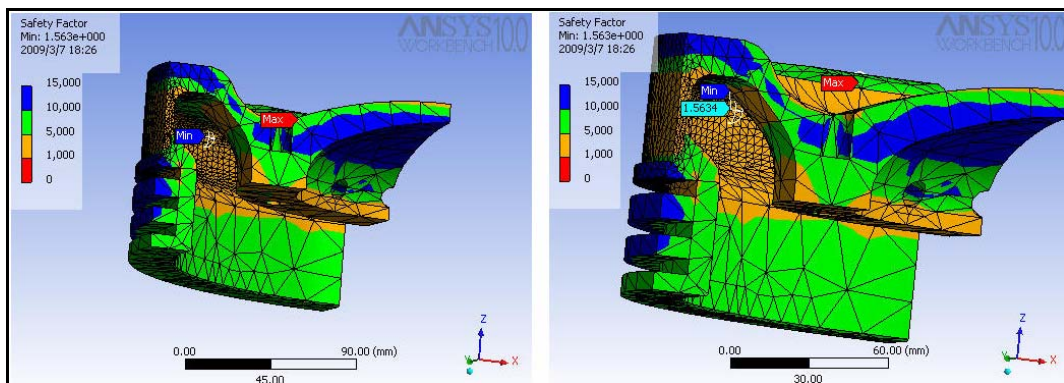 Safety Factor
Min: 1.563e+000
2009/3/7 18:26
ANSYS 10.0
WORKBENCH
15,000
10,000
5,000
1,000
0
Min
Max
0.00
90.00 (mm)
45.00
Z
Y
X
Safety Factor
Min: 1.563e+000
2009/3/7 18:26
ANSYS 10.0
WORKBENCH
15,000
10,000
5,000
1,000
0
Min
1.5634
Max
0.00
60.00 (mm)
30.00
Z
Y
X